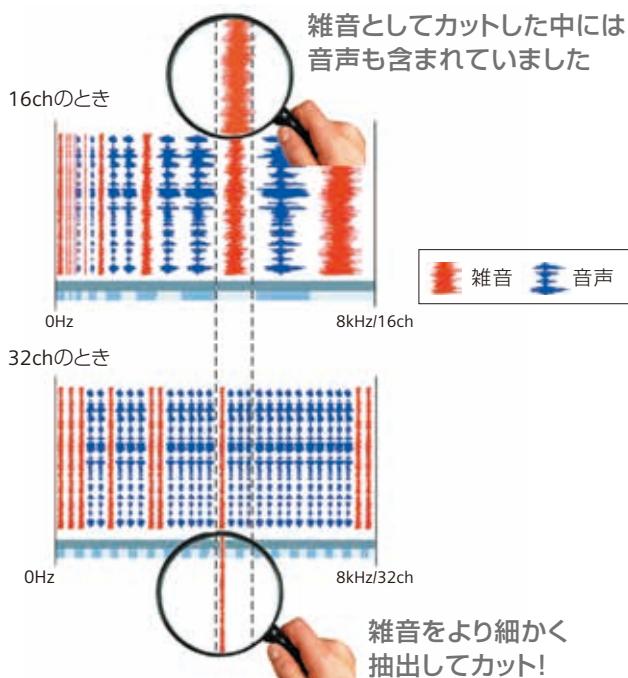 雑音としてカットした中には
音声も含まれていました
16chのとき
雑音 音声
0Hz 8kHz/16ch
32chのとき
0Hz 8kHz/32ch
雑音をより細かく
抽出してカット!